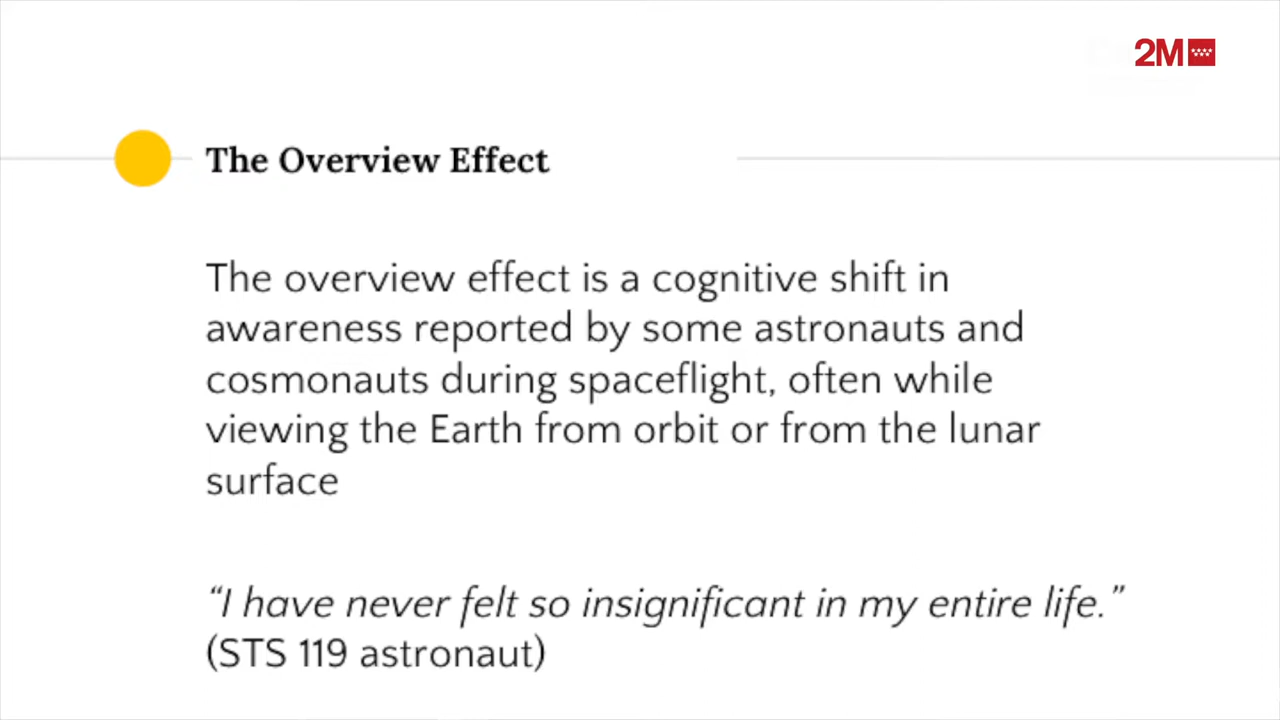 2M
The Overview Effect
The overview effect is a cognitive shift in
awareness reported by some astronauts and
cosmonauts during spaceflight, often while
viewing the Earth from orbit or from the lunar
surface
“I have never felt so insignificant in my entire life.”
(STS 119 astronaut)